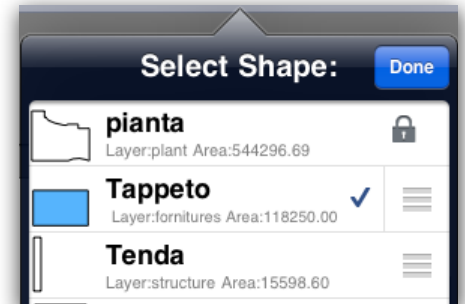 Select Shape:
Done
pianta
Layer:plant Area:544296.69
Tappeto
Layer:fornitures Area:118250.00
Tenda
Layer:structure Area:15598.60